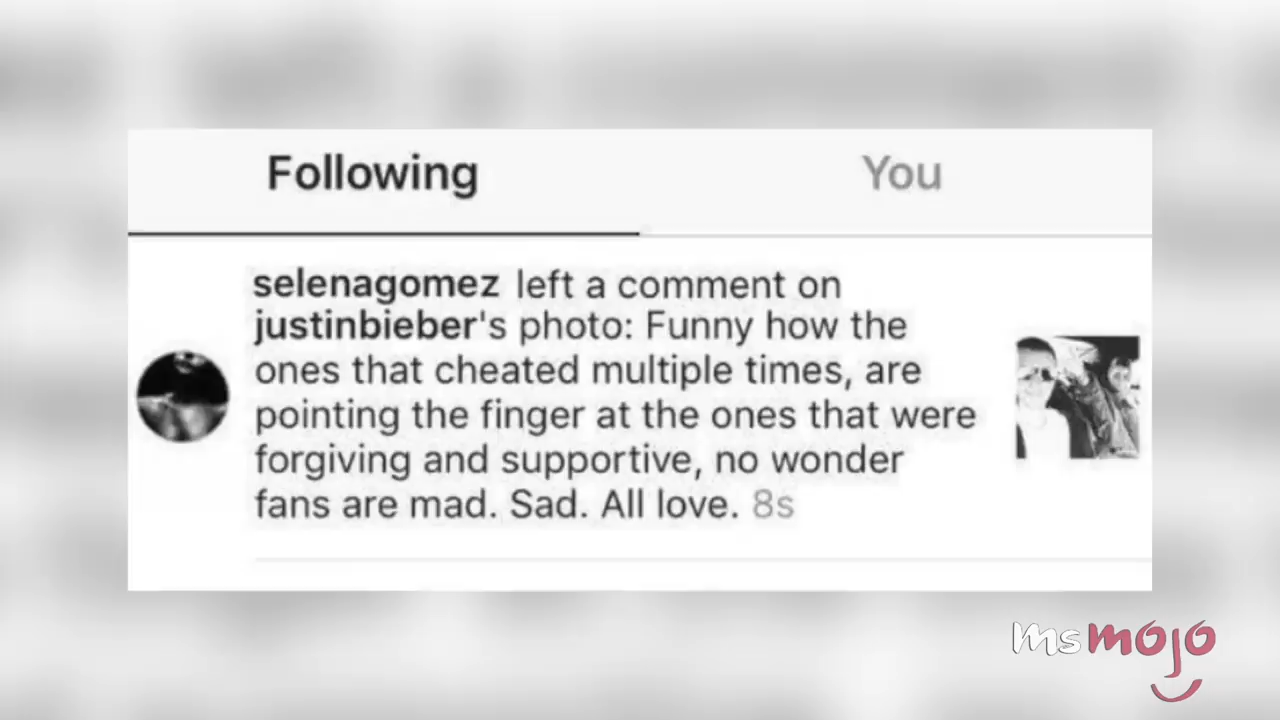 Following You
selenagomez left a comment on
justinbieber's photo: Funny how the
ones that cheated multiple times, are
pointing the finger at the ones that were
forgiving and supportive, no wonder
fans are mad. Sad. All love. 8s
msmojo